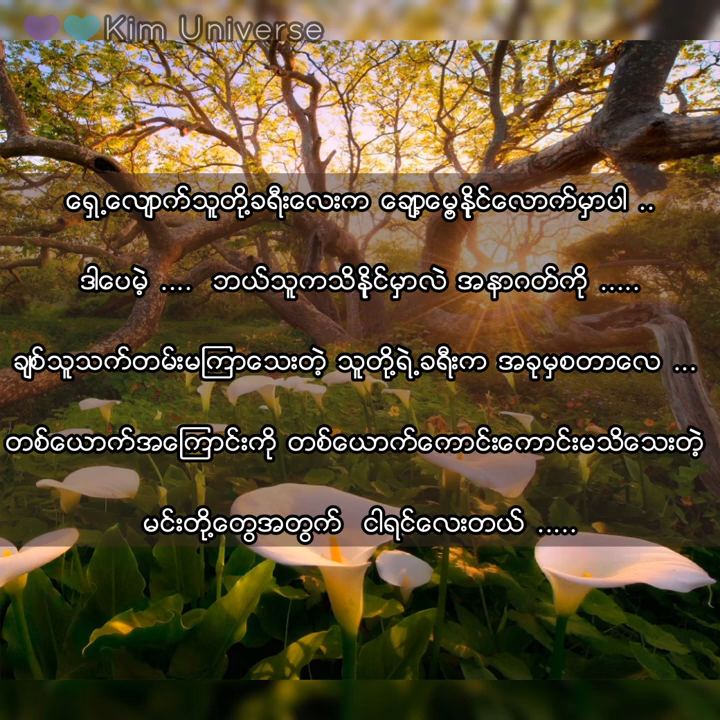 Kim Universe
ရှေ့လျောက်သူတို့ခရီးလေးက ချော့မွေ့နိုင်လောက်မှာပါ ..
ဒါပေမဲ့ .... ဘယ်သူကသိနိုင်မှာလဲ အနာဂတ်ကို .....
ချစ်သူသက်တမ်းမကြာသေးတဲ့ သူတို့ရဲ့ခရီးက အခုမှစတာလေ ...
တစ်ယောက်အကြောင်းကို တစ်ယောက်ကောင်းကောင်းမသိသေးတဲ့
မင်းတို့တွေအတွက် ငါရင်လေးတယ် .....